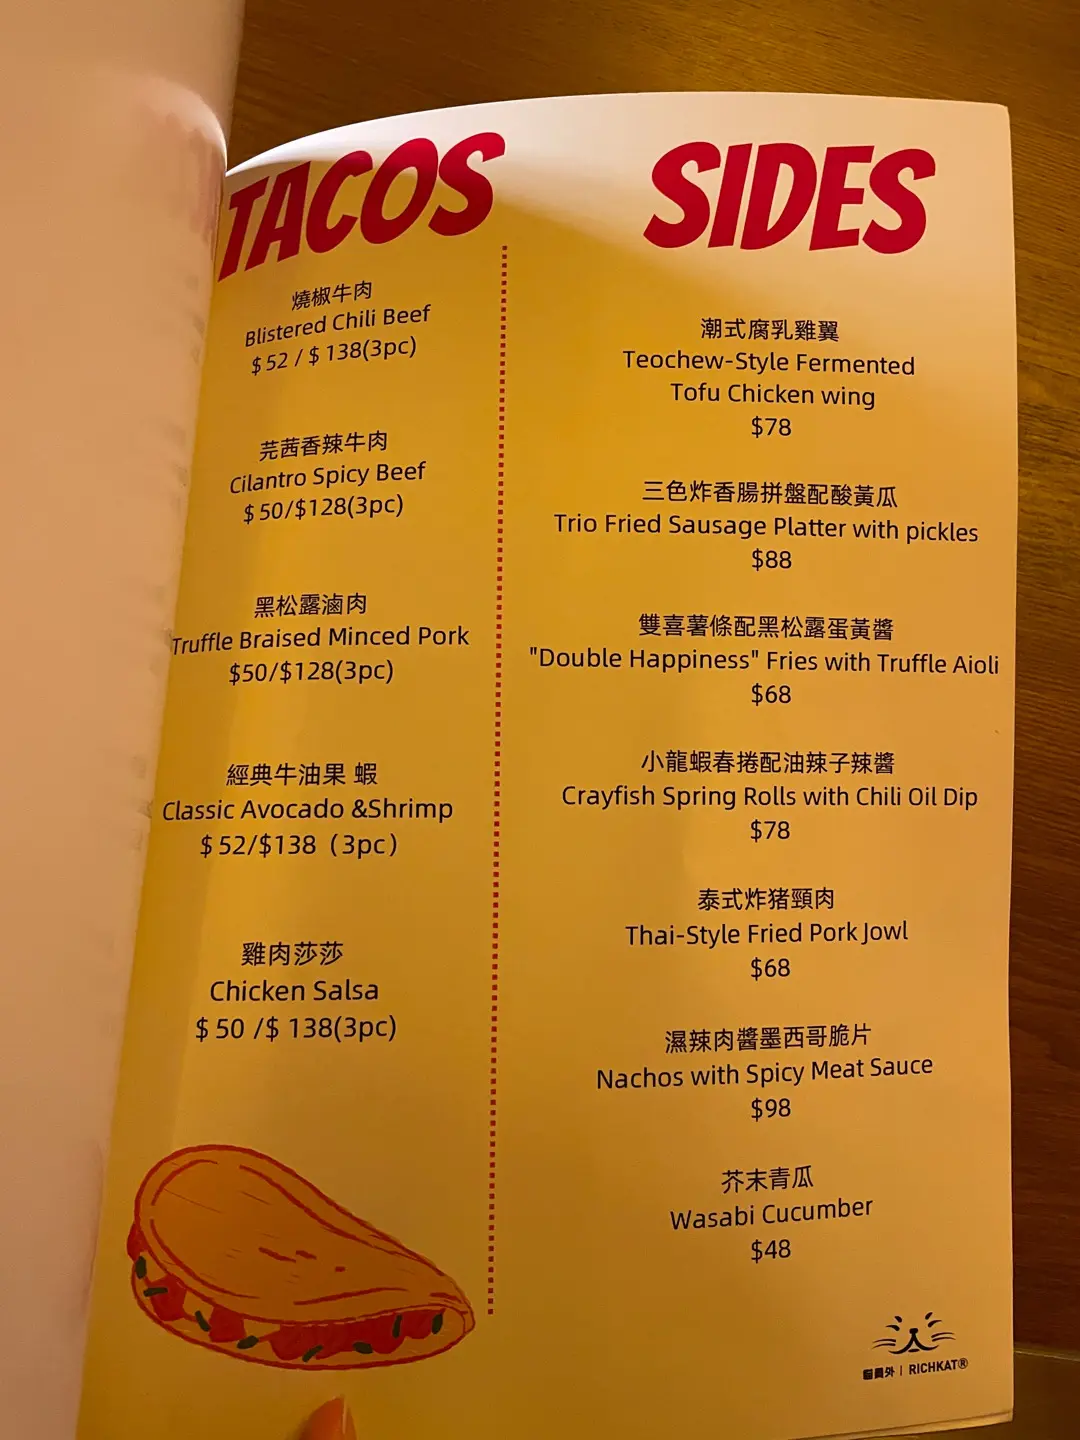 TACOS
燒椒牛肉
Blistered Chili Beef
$ 52 / $ 138(3pc)
芫茜香辣牛肉
Cilantro Spicy Beef
$ 50/$128(3pc)
黑松露滷肉
Truffle Braised Minced Pork
$50/$128(3pc)
經典牛油果 蝦
Classic Avocado &Shrimp
$ 52/$138 (3pc)
雞肉莎莎
Chicken Salsa
$ 50 /$ 138(3pc)
SIDES
潮式腐乳雞翼
Teochew-Style Fermented
Tofu Chicken wing
$78
三色炸香腸拼盤配酸黃瓜
Trio Fried Sausage Platter with pickles
$88
雙喜薯條配黑松露蛋黃醬
"Double Happiness" Fries with Truffle Aioli
$68
小龍蝦春捲配油辣子辣醬
Crayfish Spring Rolls with Chili Oil Dip
$78
泰式炸猪頸肉
Thai-Style Fried Pork Jowl
$68
濕辣肉醬墨西哥脆片
Nachos with Spicy Meat Sauce
$98
芥末青瓜
Wasabi Cucumber
$48
員外 | RICHKAT®